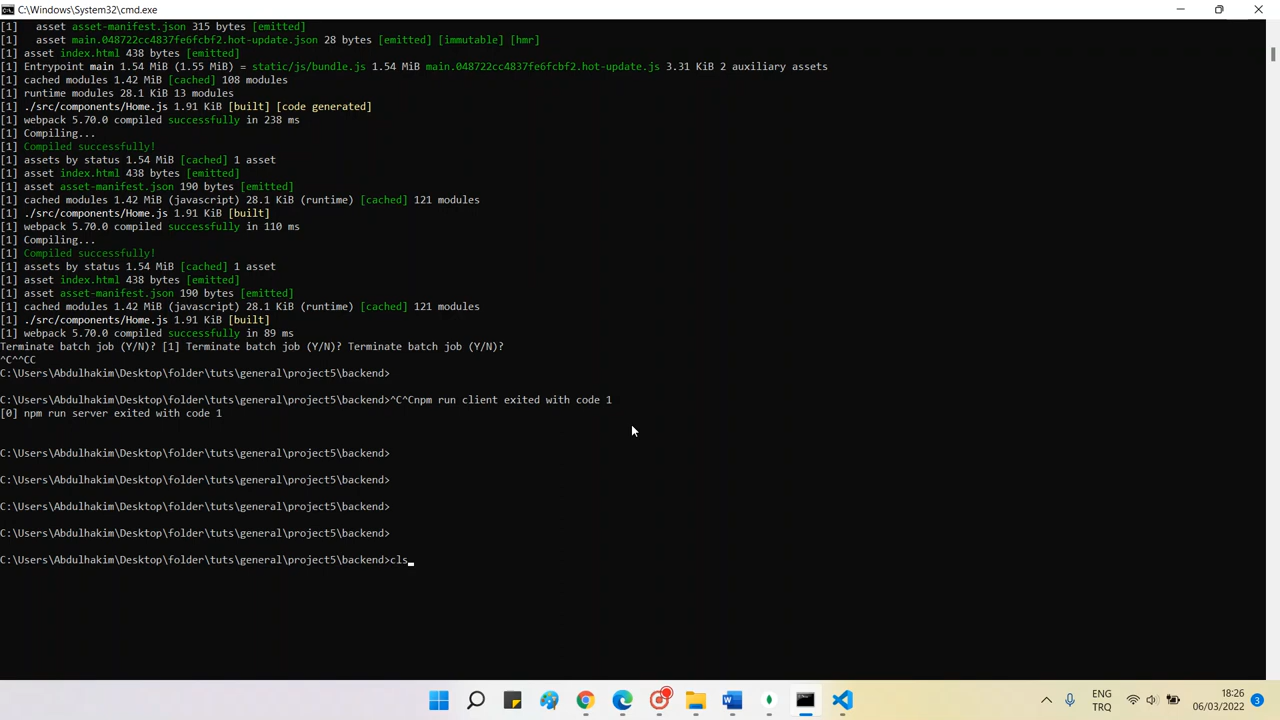 C:\Windows\System32\cmd.exe
[1]   asset asset-manifest.json 315 bytes [emitted]
[1]   asset main.048722cc4837fe6fcbf2.hot-update.json 28 bytes [emitted] [immutable] [hmr]
[1] asset index.html 438 bytes [emitted]
[1] Entrypoint main 1.54 MiB (1.55 MiB) = static/js/bundle.js 1.54 MiB main.048722cc4837fe6fcbf2.hot-update.js 3.31 KiB 2 auxiliary assets
[1] cached modules 1.42 MiB [cached] 108 modules
[1] runtime modules 28.1 KiB 13 modules
[1] ./src/components/Home.js 1.91 KiB [built] [code generated]
[1] webpack 5.70.0 compiled successfully in 238 ms
[1] Compiling...
[1] Compiled successfully!
[1] assets by status 1.54 MiB [cached] 1 asset
[1] asset index.html 438 bytes [emitted]
[1] asset asset-manifest.json 190 bytes [emitted]
[1] cached modules 1.42 MiB (javascript) 28.1 KiB (runtime) [cached] 121 modules
[1] ./src/components/Home.js 1.91 KiB [built]
[1] webpack 5.70.0 compiled successfully in 110 ms
[1] Compiling...
[1] Compiled successfully!
[1] assets by status 1.54 MiB [cached] 1 asset
[1] asset index.html 438 bytes [emitted]
[1] asset asset-manifest.json 190 bytes [emitted]
[1] cached modules 1.42 MiB (javascript) 28.1 KiB (runtime) [cached] 121 modules
[1] ./src/components/Home.js 1.91 KiB [built]
[1] webpack 5.70.0 compiled successfully in 89 ms
Terminate batch job (Y/N)? [1] Terminate batch job (Y/N)? Terminate batch job (Y/N)?
^C^^CC
C:\Users\Abdulhakim\Desktop\folder\tuts\general\project5\backend>
C:\Users\Abdulhakim\Desktop\folder\tuts\general\project5\backend>^C^Cnpm run client exited with code 1
[0] npm run server exited with code 1
C:\Users\Abdulhakim\Desktop\folder\tuts\general\project5\backend>
C:\Users\Abdulhakim\Desktop\folder\tuts\general\project5\backend>
C:\Users\Abdulhakim\Desktop\folder\tuts\general\project5\backend>
C:\Users\Abdulhakim\Desktop\folder\tuts\general\project5\backend>
C:\Users\Abdulhakim\Desktop\folder\tuts\general\project5\backend>cls
ENG
TRQ
18:26
06/03/2022
3